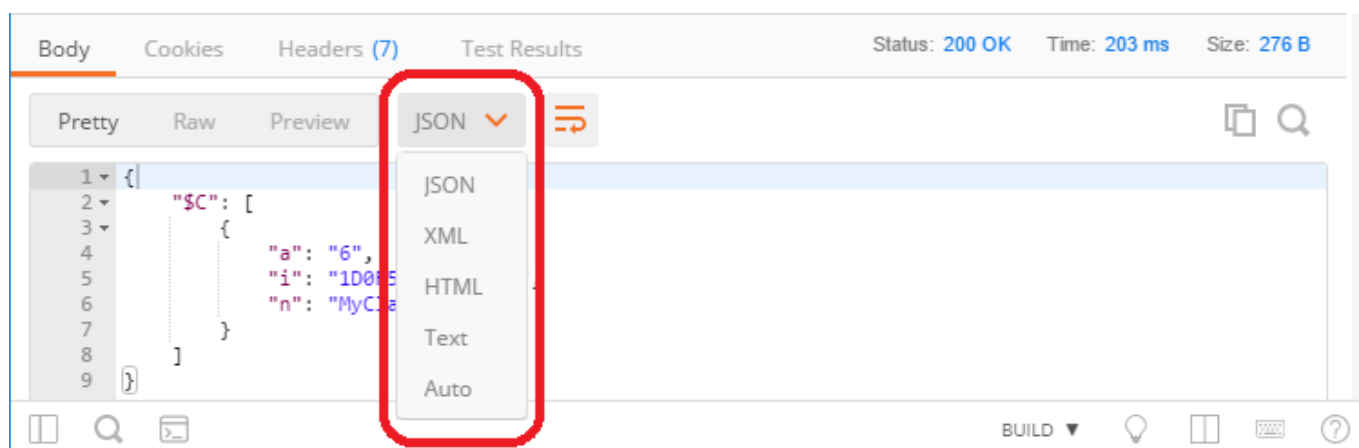 Body Cookies Headers (7) Test Results Status: 200 OK Time: 203 ms Size: 276 B
Pretty Raw Preview JSON
JSON
XML
HTML
Text
Auto
1 {
2 "$C": [
3 {
4 "a": "6",
5 "i":
6 "n":
7 }
8 ]
9 }
BUILD ▼